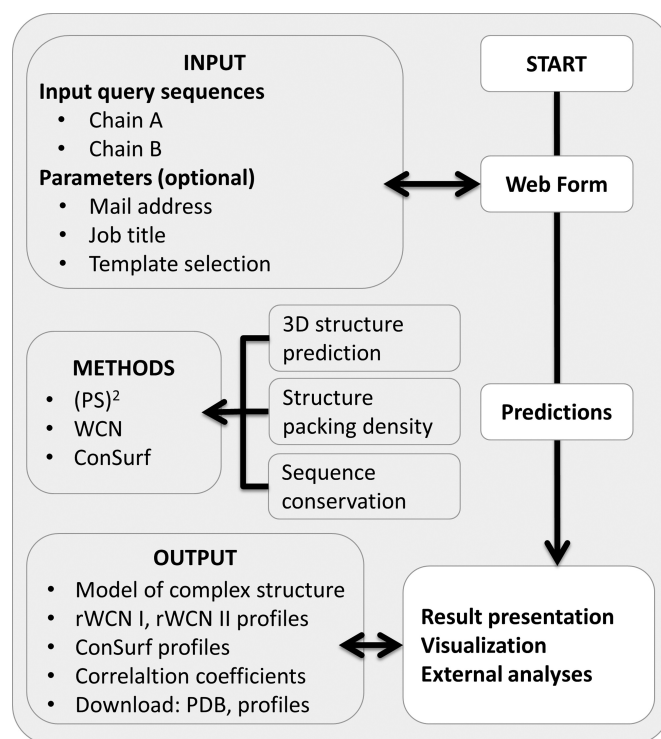 INPUT
Input query sequences
• Chain A
• Chain B
Parameters (optional)
• Mail address
• Job title
• Template selection
START
Web Form
METHODS
• (PS)²
• WCN
• ConSurf
3D structure
prediction
Structure
packing density
Sequence
conservation
Predictions
OUTPUT
• Model of complex structure
• rWCN I, rWCN II profiles
• ConSurf profiles
• Correlaltion coefficients
• Download: PDB, profiles
Result presentation
Visualization
External analyses